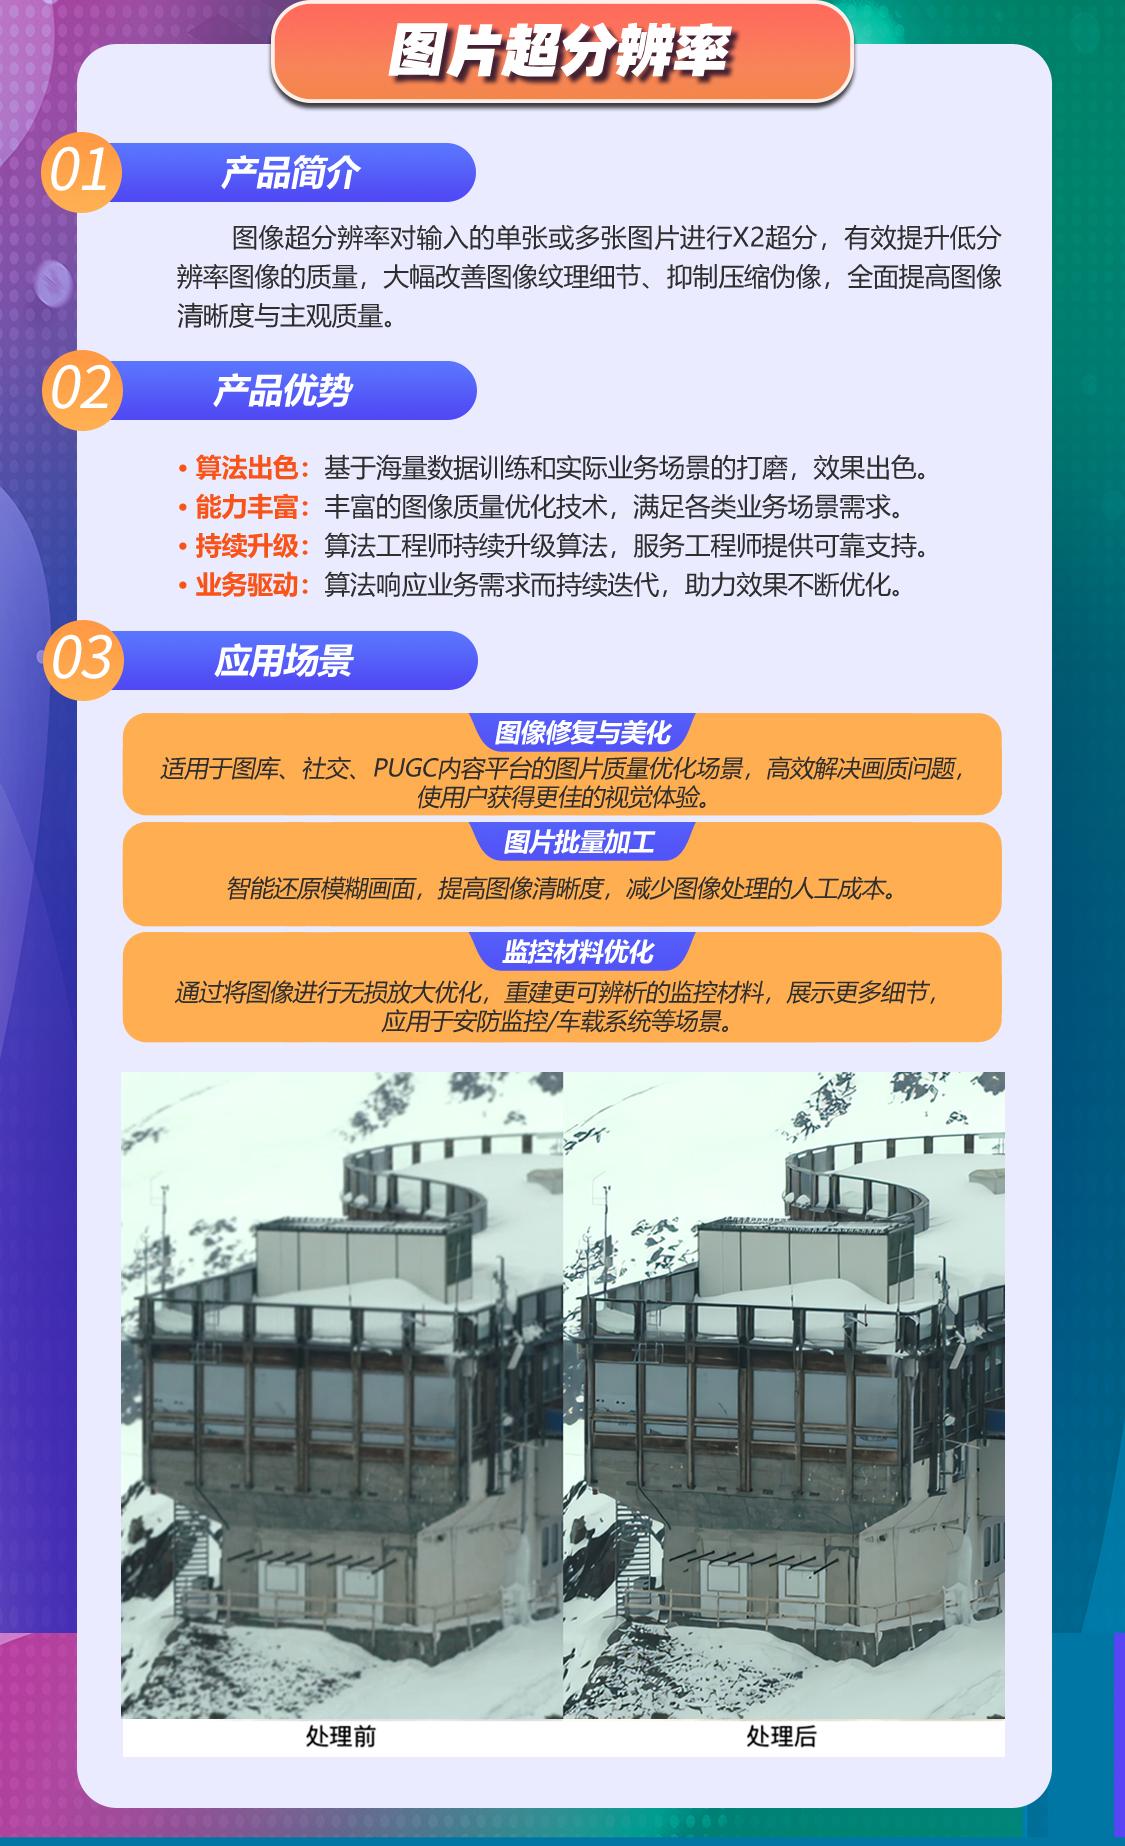 图片超分辨率
01
产品简介
图像超分辨率对输入的单张或多张图片进行X2超分，有效提升低分
辨率图像的质量，大幅改善图像纹理细节、抑制压缩伪像，全面提高图像
清晰度与主观质量。
02
产品优势
• 算法出色：基于海量数据训练和实际业务场景的打磨，效果出色。
• 能力丰富：丰富的图像质量优化技术，满足各类业务场景需求。
• 持续升级：算法工程师持续升级算法，服务工程师提供可靠支持。
• 业务驱动：算法响应业务需求而持续迭代，助力效果不断优化。
03
应用场景
图像修复与美化
适用于图库、社交、PUGC内容平台的图片质量优化场景，高效解决画质问题，
使用户获得更佳的视觉体验。
图片批量加工
智能还原模糊画面，提高图像清晰度，减少图像处理的人工成本。
监控材料优化
通过将图像进行无损放大优化，重建更可辨析的监控材料，展示更多细节，
应用于安防监控/车载系统等场景。
处理前
处理后